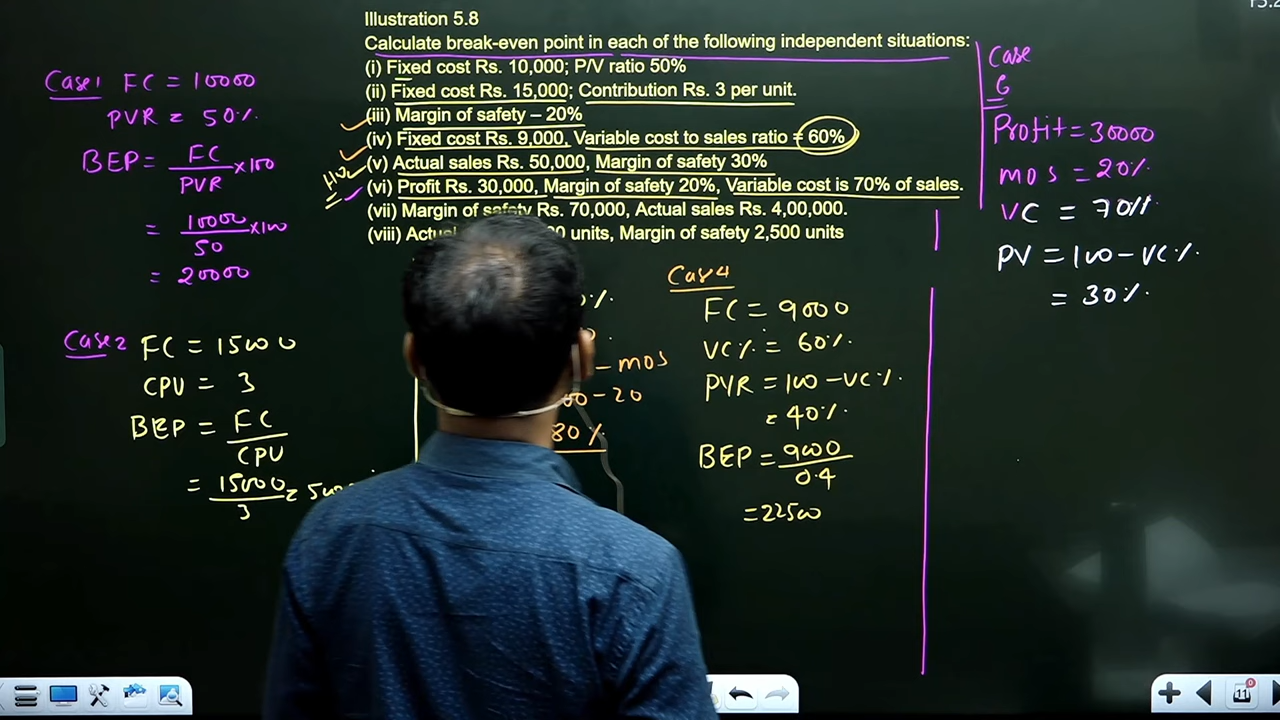 Illustration 5.8
Calculate break-even point in each of the following independent situations:
(i) Fixed cost Rs. 10,000; P/V ratio 50%
(ii) Fixed cost Rs. 15,000; Contribution Rs. 3 per unit.
(iii) Margin of safety – 20%
(iv) Fixed cost Rs. 9,000, Variable cost to sales ratio = 60%
(v) Actual sales Rs. 50,000, Margin of safety 30%
(vi) Profit Rs. 30,000, Margin of safety 20%, Variable cost is 70% of sales.
(vii) Margin of safety Rs. 70,000, Actual sales Rs. 4,00,000.
(viii) units, Margin of safety 2,500 units
HW
Case1 FC = 10000
PVR = 50%.
BEP = FC/PVR ×100
= 10000/50 ×100
= 20000
Case2 FC = 15000
CPU = 3
BEP = FC/CPU
= 15000/3 =
- MOS
- 20
80%
Case4
FC = 9000
VC% = 60%
PVR = 100 - VC%.
= 40%.
BEP = 9000/0.4
= 22500
Case
6
Profit = 30000
MOS = 20%.
VC = 70%
PV = 100 - VC%.
= 30%.
11